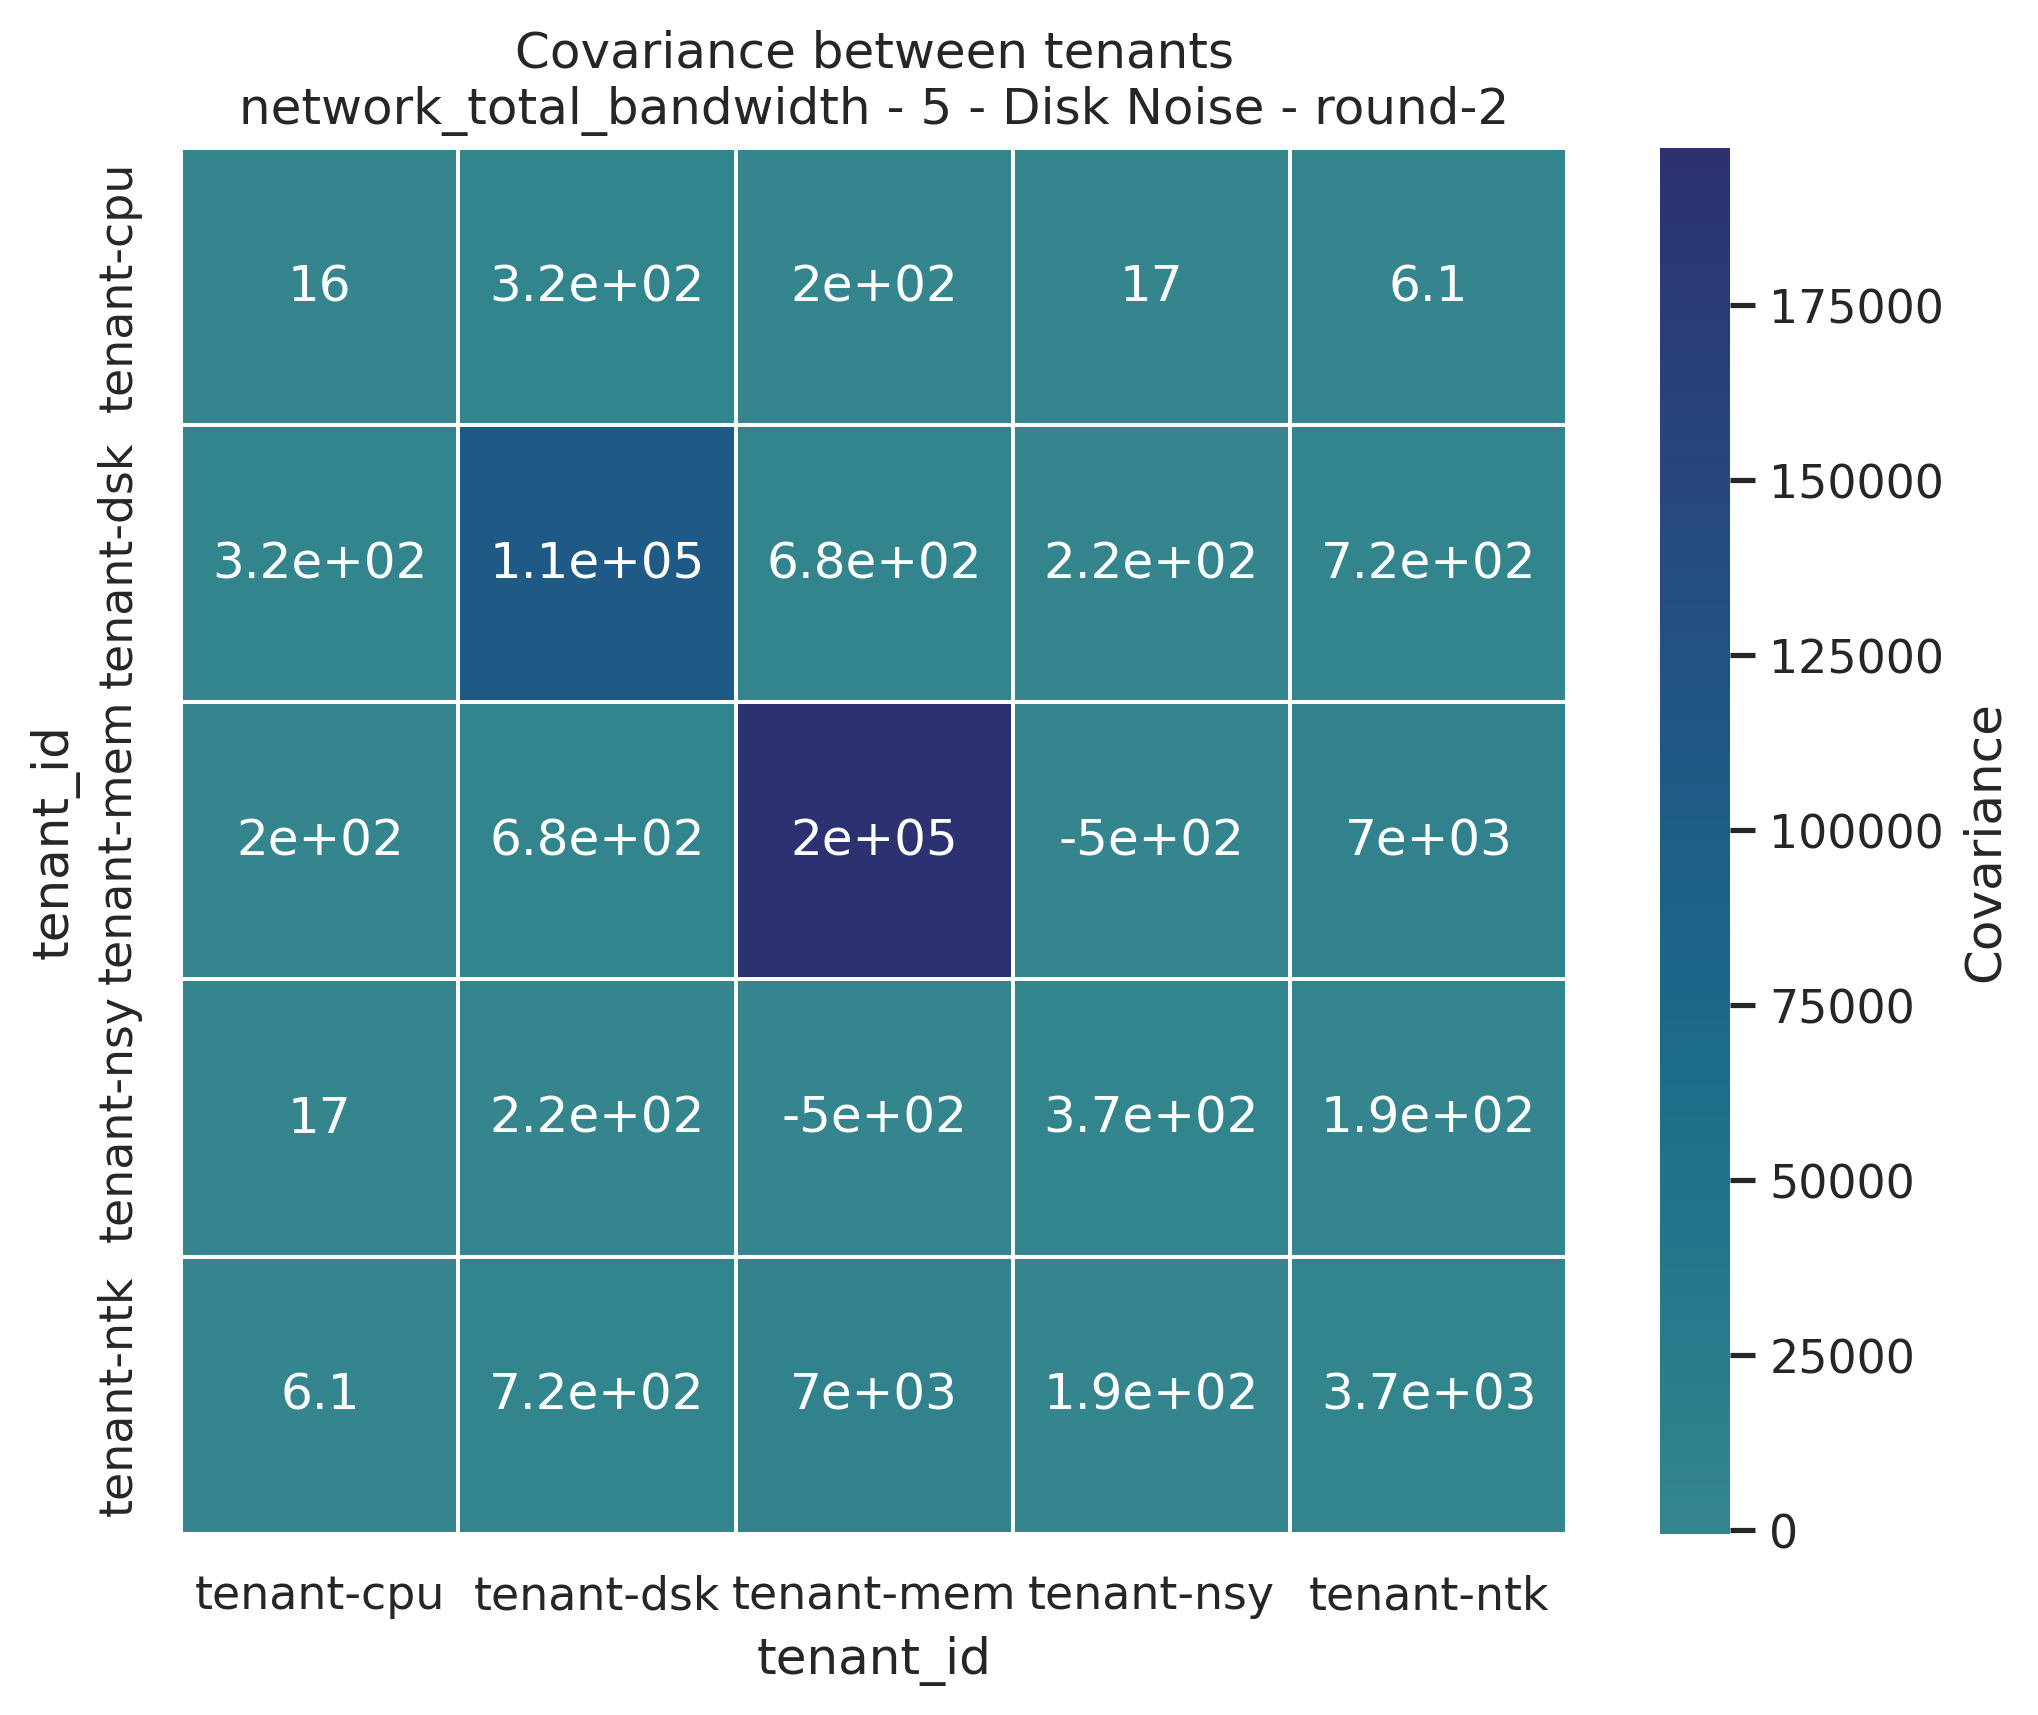 Covariance between tenants
network_total_bandwidth - 5 - Disk Noise - round-2
tenant_id
tenant-cpu
16
3.2e+02
2e+02
17
6.1
tenant-dsk
3.2e+02
1.1e+05
6.8e+02
2.2e+02
7.2e+02
tenant-mem
2e+02
6.8e+02
2e+05
-5e+02
7e+03
tenant-nsy
17
2.2e+02
-5e+02
3.7e+02
1.9e+02
tenant-ntk
6.1
7.2e+02
7e+03
1.9e+02
3.7e+03
tenant-cpu
tenant-dsk
tenant-mem
tenant-nsy
tenant-ntk
tenant_id
175000
150000
125000
100000
75000
50000
25000
0
Covariance